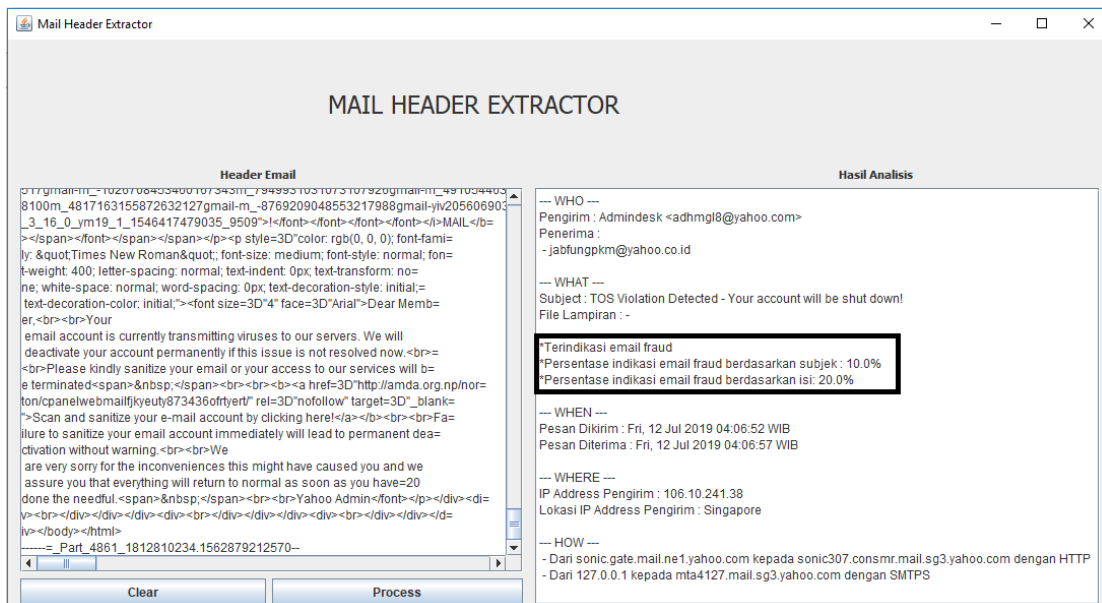 Mail Header Extractor
MAIL HEADER EXTRACTOR
Header Email
8100m_4817163155872632127gmail-m_-8769209048553217988gmail-yiv205606903
_3_16_0_ym19_1_1546417479035_9509">!</font></font></font></font></i>MAIL</b=
></span></font></span></span></p><p style=3D"color: rgb(0, 0, 0); font-fami=
ly: &quot;Times New Roman&quot;; font-size: medium; font-style: normal; fon=
t-weight: 400; letter-spacing: normal; text-indent: 0px; text-transform: no=
ne; white-space: normal; word-spacing: 0px; text-decoration-style: initial;=
text-decoration-color: initial;"><font size=3D"4" face=3D"Arial">Dear Memb=
er,<br><br>Your
email account is currently transmitting viruses to our servers. We will
deactivate your account permanently if this issue is not resolved now.<br>=
<br>Please kindly sanitize your email or your access to our services will b=
e terminated<span>&nbsp;</span><br><br><b><a href=3D"http://amda.org.np/nor=
ton/cpanelwebmailfjkyeuty873436ofrtyert/" rel=3D"nofollow" target=3D"_blank=
">Scan and sanitize your e-mail account by clicking here!</a></b><br><br>Fa=
ilure to sanitize your email account immediately will lead to permanent dea=
ctivation without warning.<br><br>We
are very sorry for the inconveniences this might have caused you and we
assure you that everything will return to normal as soon as you have=20
done the needful.<span>&nbsp;</span><br><br>Yahoo Admin</font></p></div><di=
v><br></div></div></div><div><br></div></div></div><div><br></div></div></d=
iv></body></html>
------=_Part_4861_1812810234.1562879212570--
Clear
Process
Hasil Analisis
--- WHO ---
Pengirim : Admindesk <adhmgl8@yahoo.com>
Penerima :
- jabfungpkm@yahoo.co.id
--- WHAT ---
Subject : TOS Violation Detected - Your account will be shut down!
File Lampiran : -
*Terindikasi email fraud
*Persentase indikasi email fraud berdasarkan subjek : 10.0%
*Persentase indikasi email fraud berdasarkan isi: 20.0%
--- WHEN ---
Pesan Dikirim : Fri, 12 Jul 2019 04:06:52 WIB
Pesan Diterima : Fri, 12 Jul 2019 04:06:57 WIB
--- WHERE ---
IP Address Pengirim : 106.10.241.38
Lokasi IP Address Pengirim : Singapore
--- HOW ---
- Dari sonic.gate.mail.ne1.yahoo.com kepada sonic307.consmr.mail.sg3.yahoo.com dengan HTTP
- Dari 127.0.0.1 kepada mta4127.mail.sg3.yahoo.com dengan SMTPS